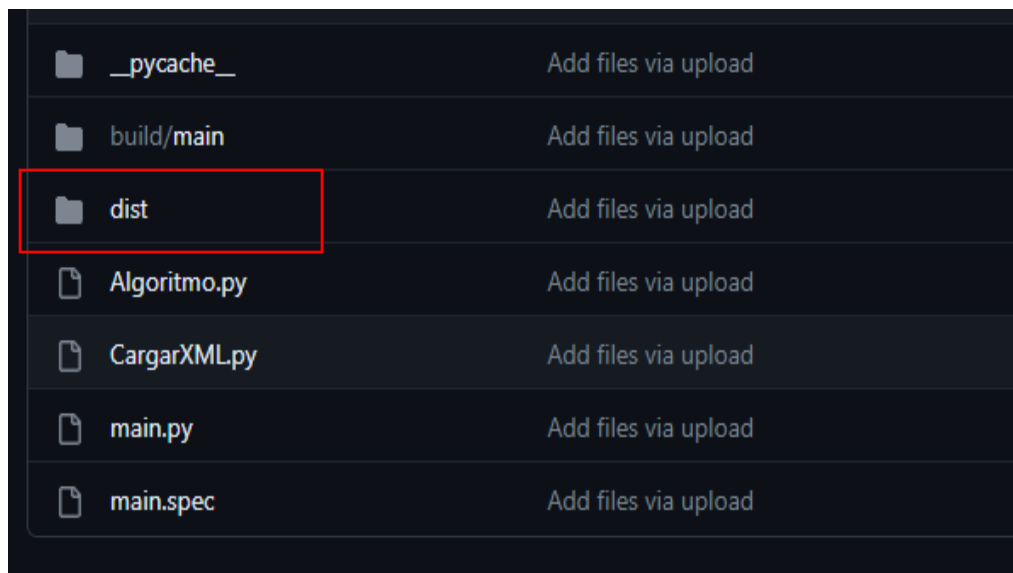 __pycache__ Add files via upload
build/main Add files via upload
dist Add files via upload
Algoritmo.py Add files via upload
CargarXML.py Add files via upload
main.py Add files via upload
main.spec Add files via upload